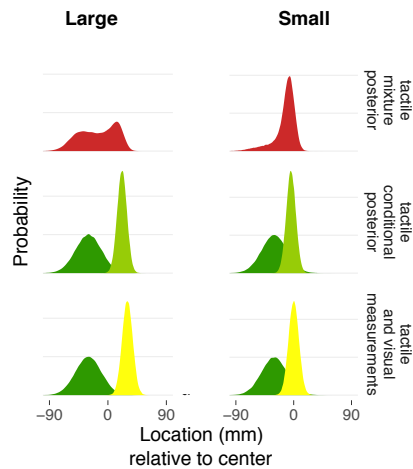 Large
Small
Probability
tactile
mixture
posterior
tactile
conditional
posterior
tactile
and visual
measurements
−90
0
90
−90
0
90
Location (mm)
relative to center